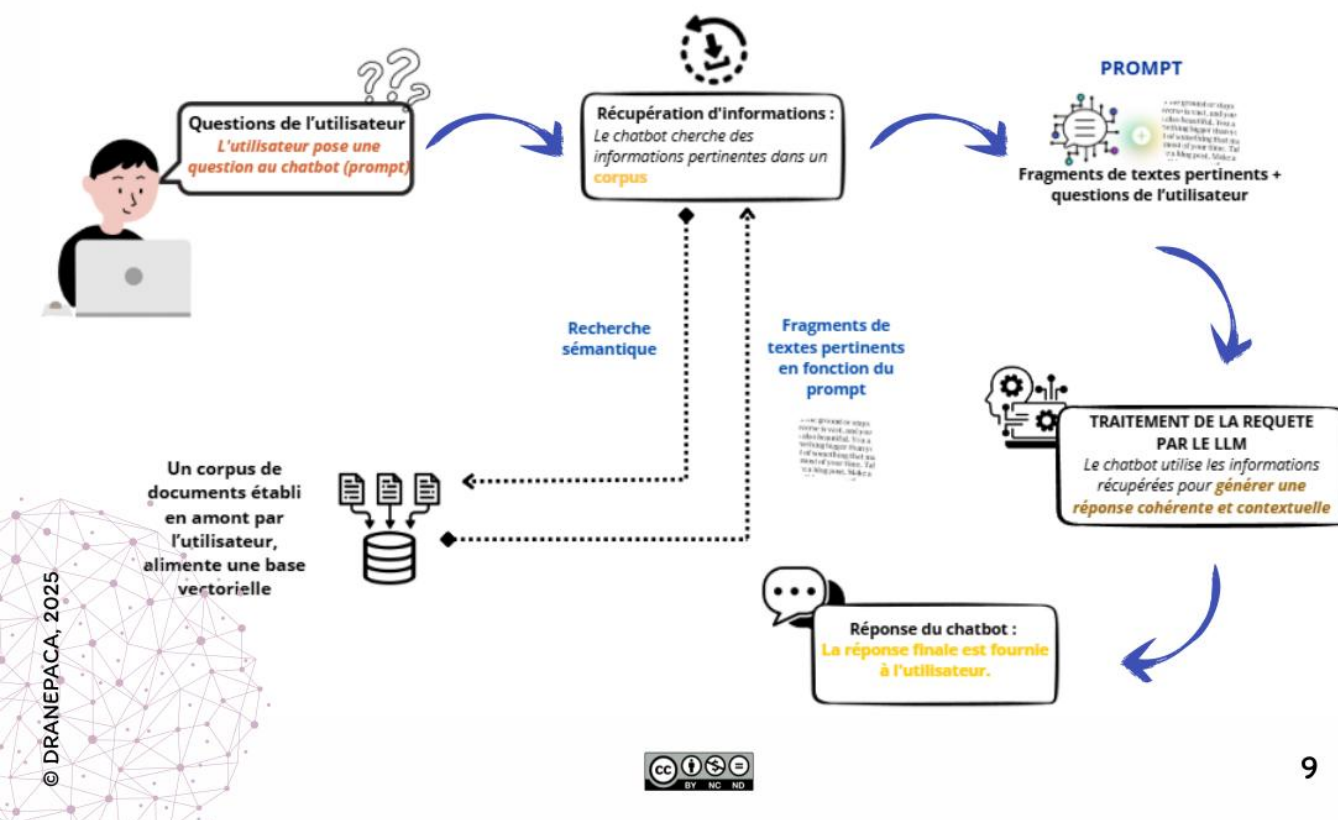 Questions de l'utilisateur
L'utilisateur pose une
question au chatbot (prompt)
Récupération d'informations :
Le chatbot cherche des
informations pertinentes dans un
corpus
PROMPT
Fragments de textes pertinents +
questions de l'utilisateur
Recherche
sémantique
Fragments de
textes pertinents
en fonction du
prompt
TRAITEMENT DE LA REQUETE
PAR LE LLM
Le chatbot utilise les informations
récupérées pour générer une
réponse cohérente et contextuelle
Un corpus de
documents établi
en amont par
l'utilisateur,
alimente une base
vectorielle
Réponse du chatbot :
La réponse finale est fournie
à l'utilisateur.
© DRANEPACA, 2025
cc
BY NC ND
9